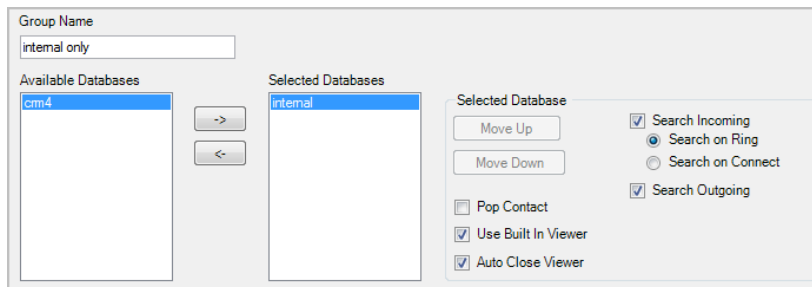 Group Name
internal only
Available Databases
Selected Databases
crm4
internal
->
<-
Selected Database
Move Up
Move Down
Pop Contact
Use Built In Viewer
Auto Close Viewer
Search Incoming
Search on Ring
Search on Connect
Search Outgoing